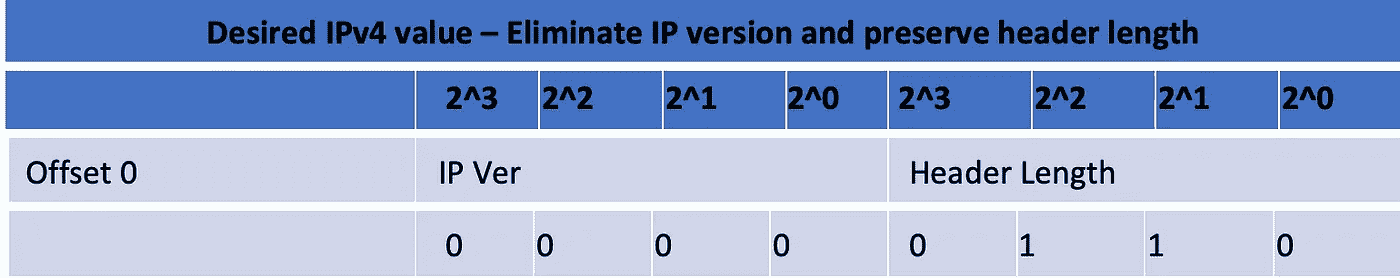 Desired IPv4 value – Eliminate IP version and preserve header length
2^3 2^2 2^1 2^0 2^3 2^2 2^1 2^0
Offset 0 IP Ver Header Length
0 0 0 0 0 1 1 0